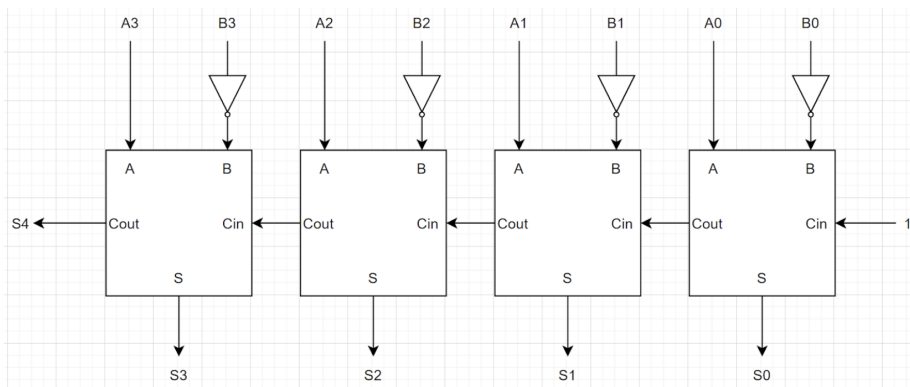 A3 B3 A2 B2 A1 B1 A0 B0
A B A B A B A B
S4 Cout Cin Cout Cin Cout Cin Cout Cin 1
S S S S
S3 S2 S1 S0